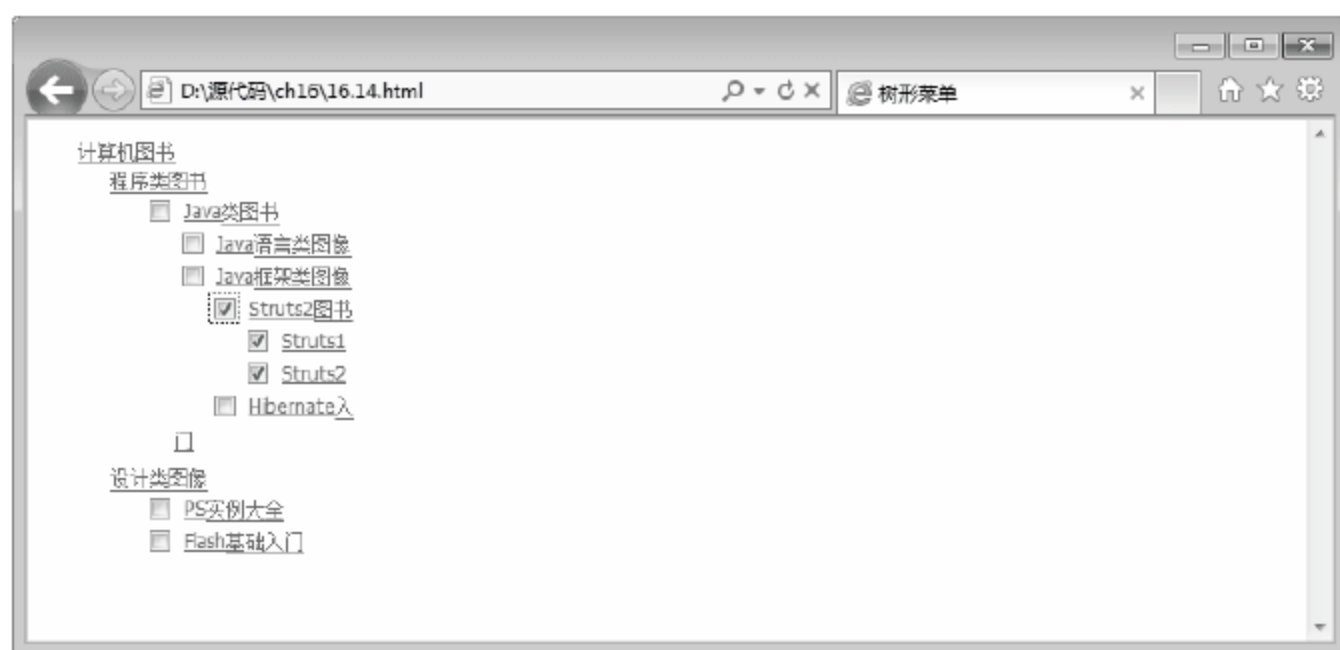 D:\源代码\ch16\16.14.html
树形菜单
计算机图书
程序类图书
Java类图书
Java语言类图像
Java框架类图像
Struts2图书
Struts1
Struts2
Hibernate入
门
设计类图像
PS实例大全
Flash基础入门